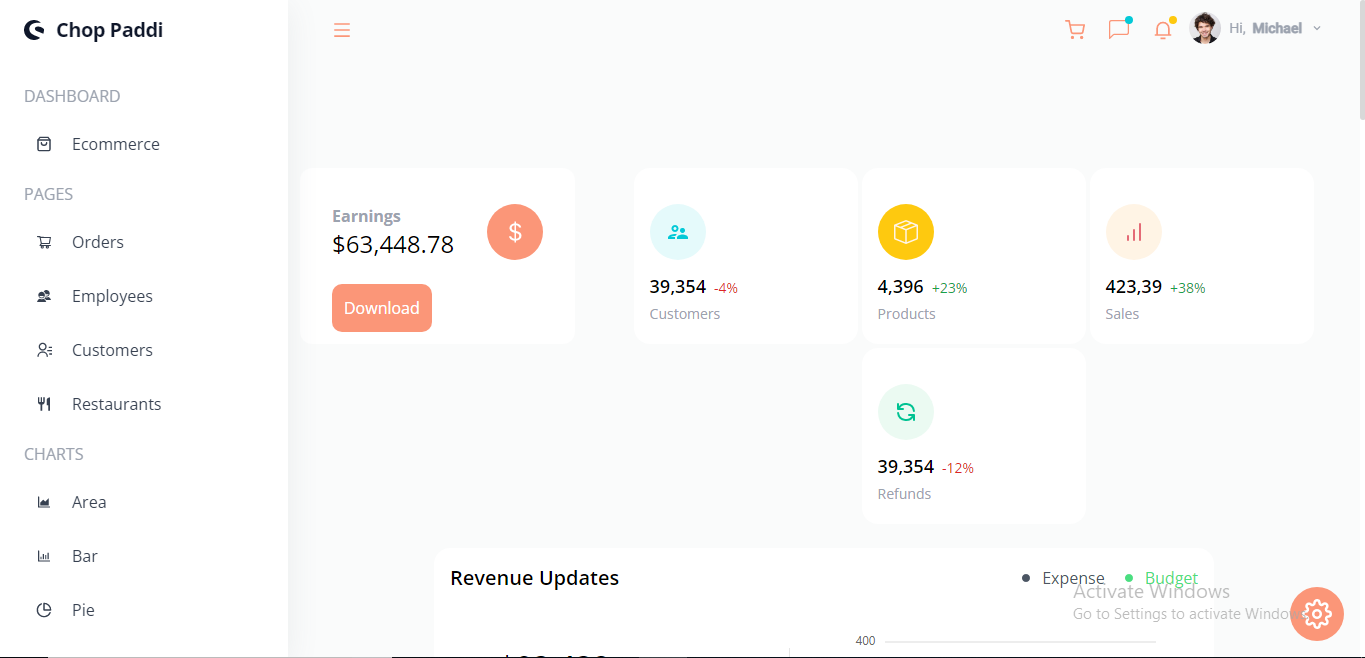 Chop Paddi
Hi, Michael
DASHBOARD
Ecommerce
PAGES
Orders
Employees
Customers
Restaurants
CHARTS
Area
Bar
Pie
Earnings
$63,448.78
$
Download
39,354 -4%
Customers
4,396 +23%
Products
423,39 +38%
Sales
39,354 -12%
Refunds
Revenue Updates
Expense
Budget
Activate Windows
Go to Settings to activate
400